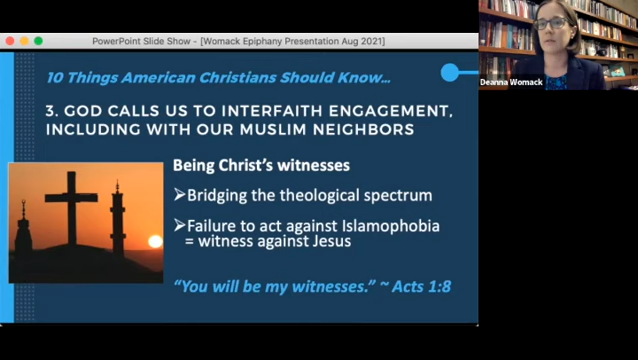 PowerPoint Slide Show - [Womack Epiphany Presentation Aug 2021]
Deanna Womack
10 Things American Christians Should Know...
3. GOD CALLS US TO INTERFAITH ENGAGEMENT,
INCLUDING WITH OUR MUSLIM NEIGHBORS
Being Christ's witnesses
➢Bridging the theological spectrum
➢Failure to act against Islamophobia
= witness against Jesus
“You will be my witnesses.” ~ Acts 1:8